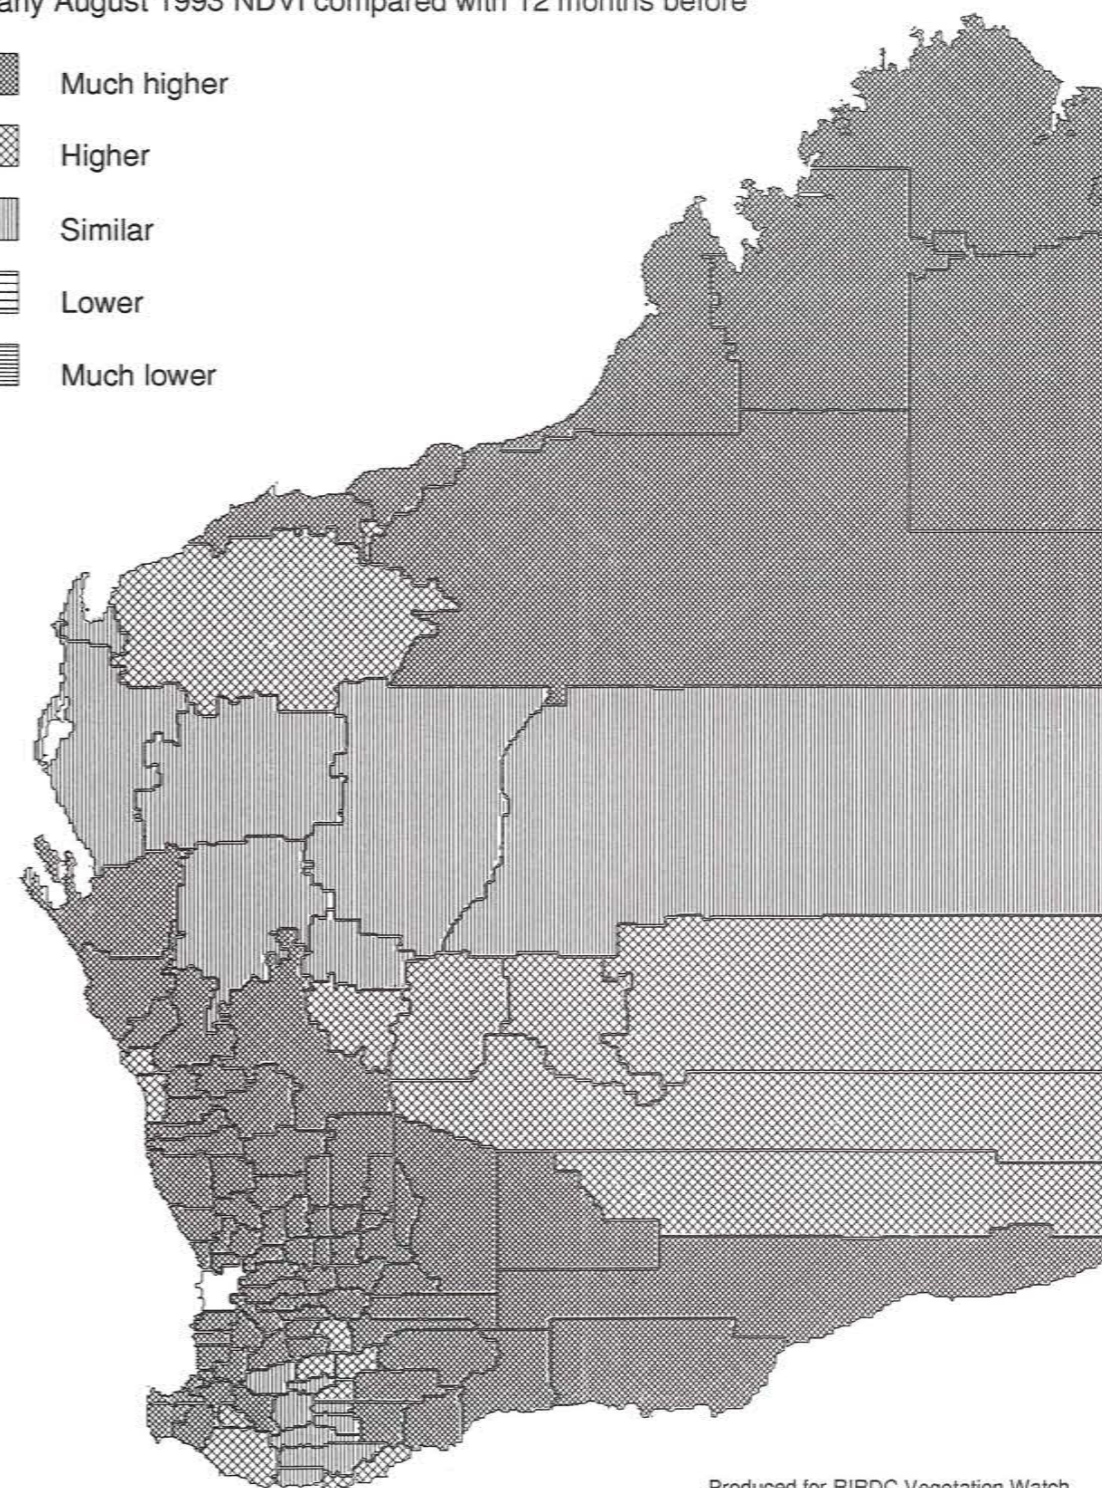 August 1993 NDVI compared with 12 months before
Much higher
Higher
Similar
Lower
Much lower
Produced for RIRDC Vegetation Watch